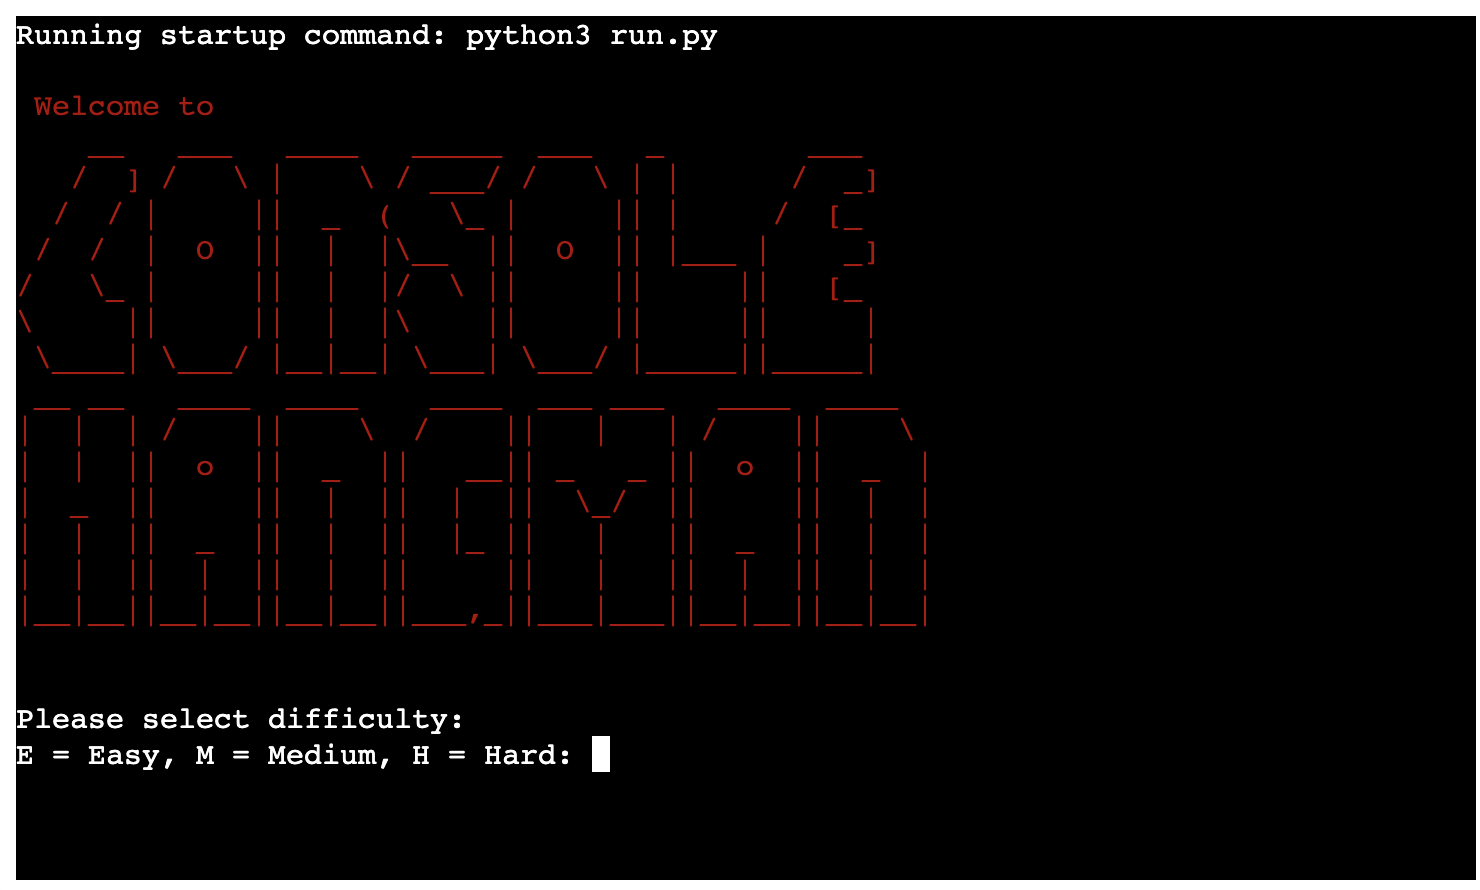 Running startup command: python3 run.py
Welcome to
CONSOLE
HANGMAN
Please select difficulty:
E = Easy, M = Medium, H = Hard: